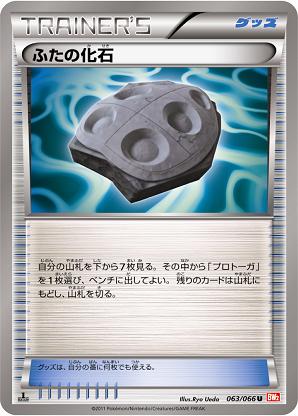 TRAINER'S
グッズ
ふたの化石
自分の山札を下から7枚見る。その中から「プロトーガ」
を1枚選び、ベンチに出してよい。残りのカードは山札に
もどし、山札を切る。
グッズは、自分の番に何枚でも使える。
Illus.Ryo Ueda
BW2
063/066 U
©2011 Pokémon/Nintendo/Creatures/GAME FREAK